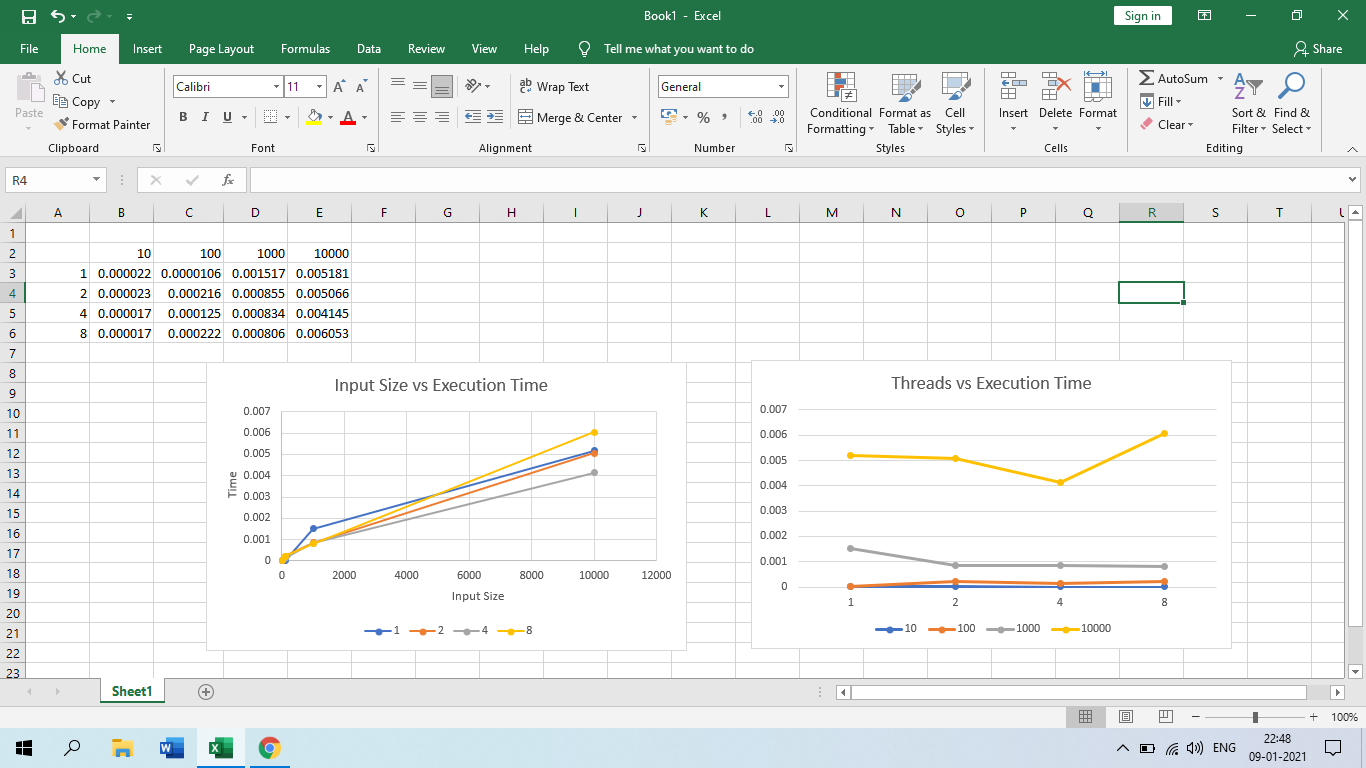 Book1 - Excel
Sign in
File Home Insert Page Layout Formulas Data Review View Help Tell me what you want to do Share
Paste Cut Copy Format Painter Clipboard
Calibri 11 A A B I U A Font
ab Wrap Text Merge & Center Alignment
General % , .00 .00 Number
Conditional Formatting Format as Table Cell Styles Styles
Insert Delete Format Cells
AutoSum Fill Clear Sort & Filter Find & Select Editing
R4 fx
A B C D E F G H I J K L M N O P Q R S T
1
2 10 100 1000 10000
3 1 0.000022 0.0000106 0.001517 0.005181
4 2 0.000023 0.000216 0.000855 0.005066
5 4 0.000017 0.000125 0.000834 0.004145
6 8 0.000017 0.000222 0.000806 0.006053
7
8
9
10
11
12
13
14
15
16
17
18
19
20
21
22
23
Input Size vs Execution Time
0.007
0.006
0.005
0.004
0.003
0.002
0.001
0
Time
0 2000 4000 6000 8000 10000 12000
Input Size
1 2 4 8
Threads vs Execution Time
0.007
0.006
0.005
0.004
0.003
0.002
0.001
0
1 2 4 8
10 100 1000 10000
Sheet1
100%
ENG
22:48
09-01-2021